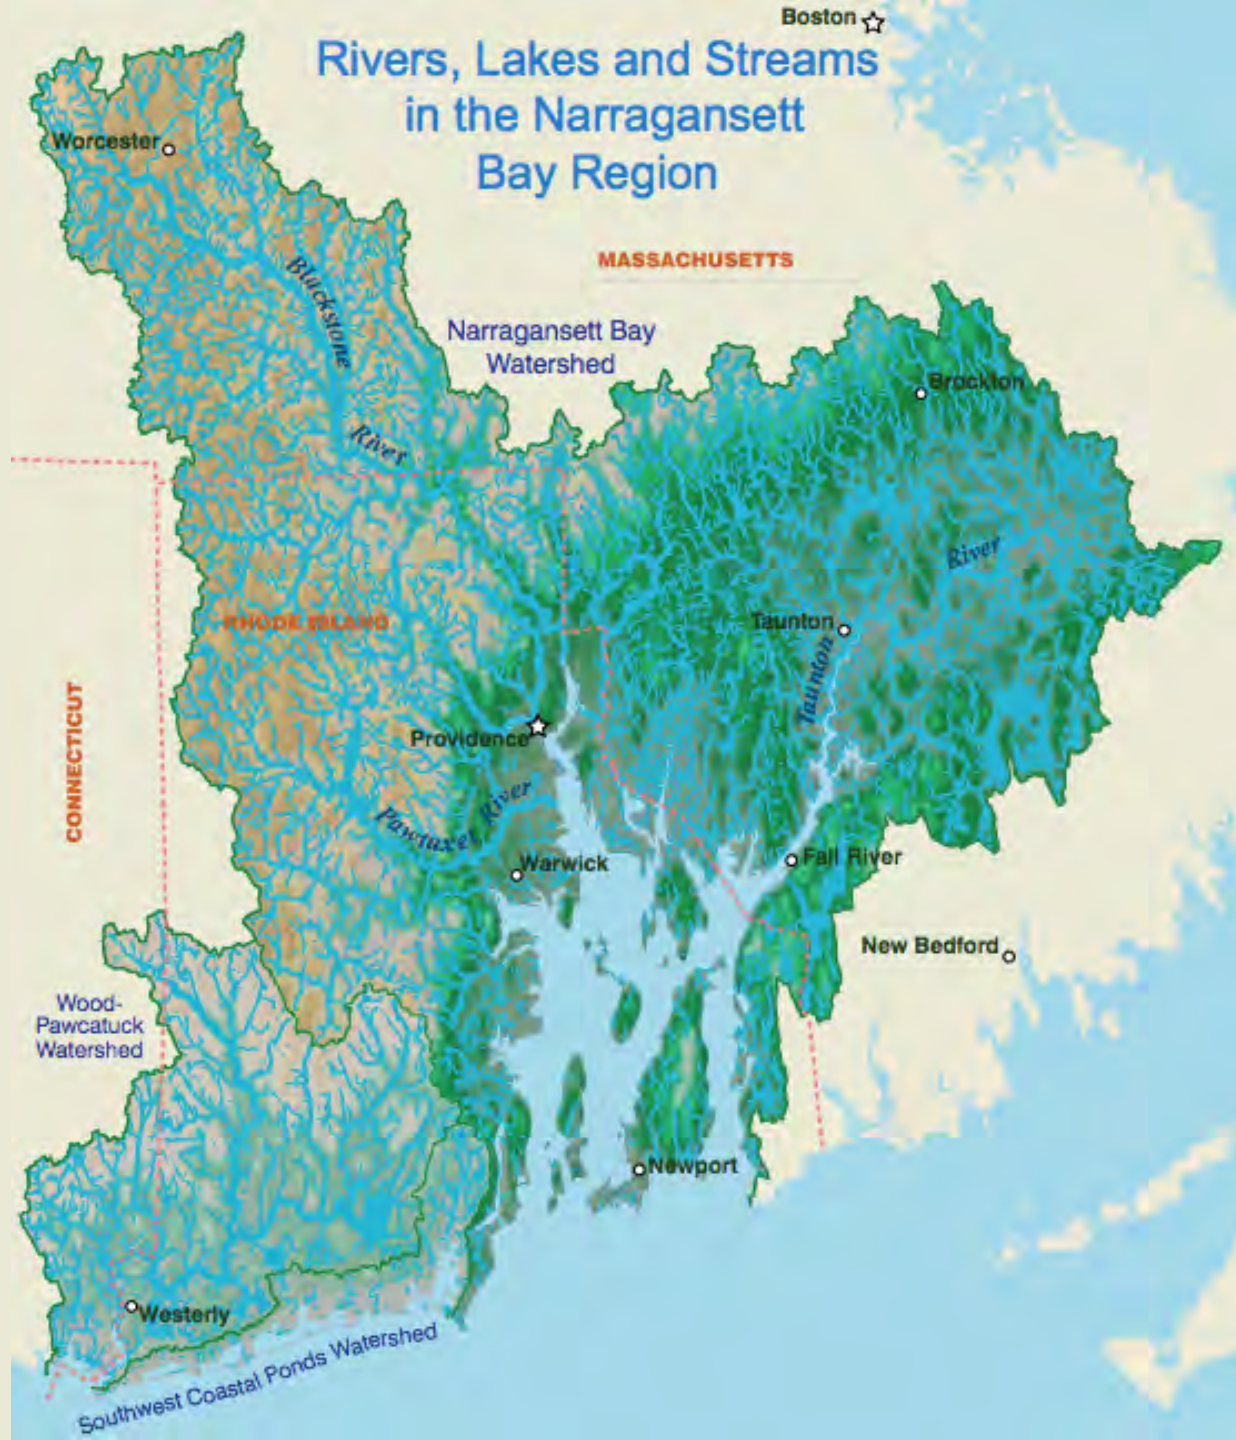 Boston
Rivers, Lakes and Streams
in the Narragansett
Bay Region
Worcester
MASSACHUSETTS
Blackstone
River
Narragansett Bay
Watershed
Brockton
River
Taunton
Taunton
RHODE ISLAND
CONNECTICUT
Providence
Pawtuxet River
Warwick
Fall River
New Bedford
Wood-
Pawcatuck
Watershed
Newport
Westerly
Southwest Coastal Ponds Watershed